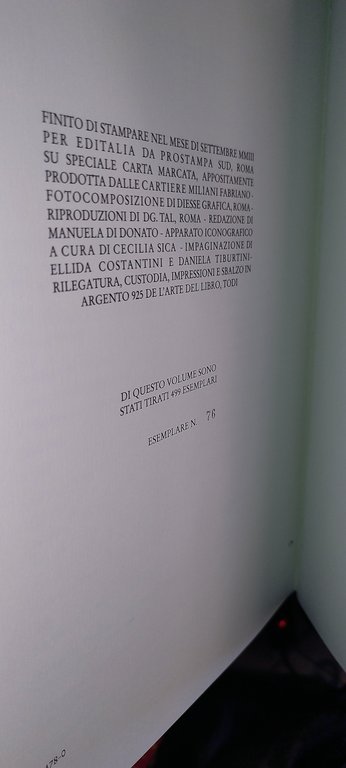 FINITO DI STAMPARE NEL MESE DI SETTEMBRE MMIII
PER EDITALIA DA PROSTAMPA SUD, ROMA
SU SPECIALE CARTA MARCATA, APPOSITAMENTE
PRODOTTA DALLE CARTIERE MILIANI FABRIANO -
FOTOCOMPOSIZIONE DI DIESSE GRAFICA, ROMA -
RIPRODUZIONI DI DG. TAL, ROMA - REDAZIONE DI
MANUELA DI DONATO - APPARATO ICONOGRAFICO
A CURA DI CECILIA SICA - IMPAGINAZIONE DI
ELLIDA COSTANTINI E DANIELA TIBURTINI-
RILEGATURA, CUSTODIA, IMPRESSIONI E SBALZO IN
ARGENTO 925 DE L'ARTE DEL LIBRO, TODI
DI QUESTO VOLUME SONO
STATI TIRATI 499 ESEMPLARI
ESEMPLARE N. 76
478-0